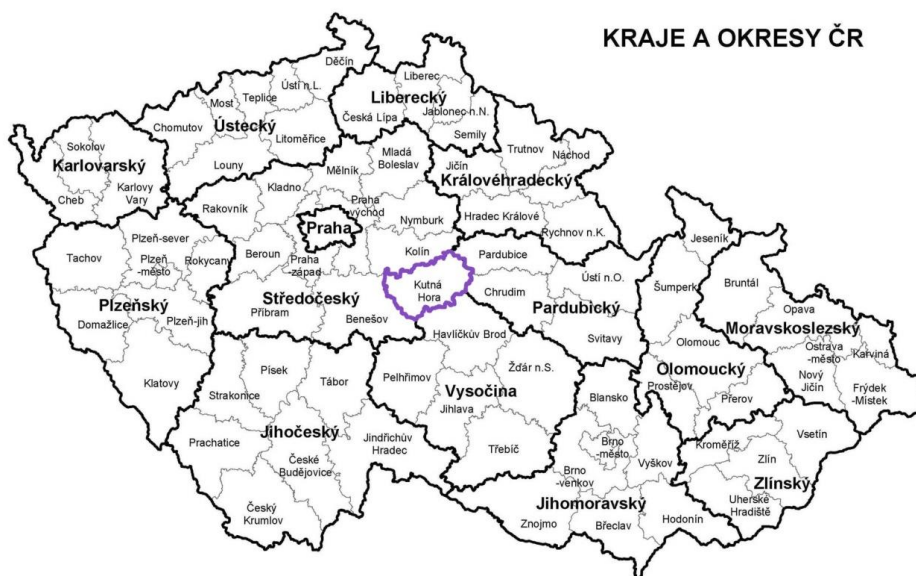 KRAJE A OKRESY ČR
Děčín
Liberec
Ústí n.L.
Teplice
Most
Liberecký
Jablonec n.N.
Česká Lípa
Chomutov
Ústecký
Litoměřice
Semily
Sokolov
Louny
Mladá
Boleslav
Trutnov
Náchod
Jičín
Karlovarský
Mělník
Královéhradecký
Kladno
Karlovy
Vary
Cheb
Rakovník
Praha
-východ
Nymburk
Hradec Králové
Rychnov n.K.
Praha
Plzeň-sever
Jeseník
Tachov
Plzeň
-město
Rokycany
Beroun
Praha
-západ
Kolín
Pardubice
Ústí n.O.
Bruntál
Kutná
Hora
Chrudim
Šumperk
Středočeský
Pardubický
Opava
Plzeňský
Příbram
Benešov
Moravskoslezský
Domažlice
Plzeň-jih
Havlíčkův Brod
Svitavy
Olomouc
Ostrava
-město
Karviná
Žďár n.S.
Olomoucký
Nový
Jičín
Klatovy
Písek
Tábor
Pelhřimov
Vysočina
Prostějov
Přerov
Frýdek
-Místek
Strakonice
Jihlava
Blansko
Vsetín
Jihočeský
Kroměříž
Prachatice
Jindřichův
Hradec
Třebíč
Brno
-město
Vyškov
Zlín
České
Budějovice
Brno
-venkov
Zlínský
Uherské
Hradiště
Český
Krumlov
Jihomoravský
Znojmo
Břeclav
Hodonín